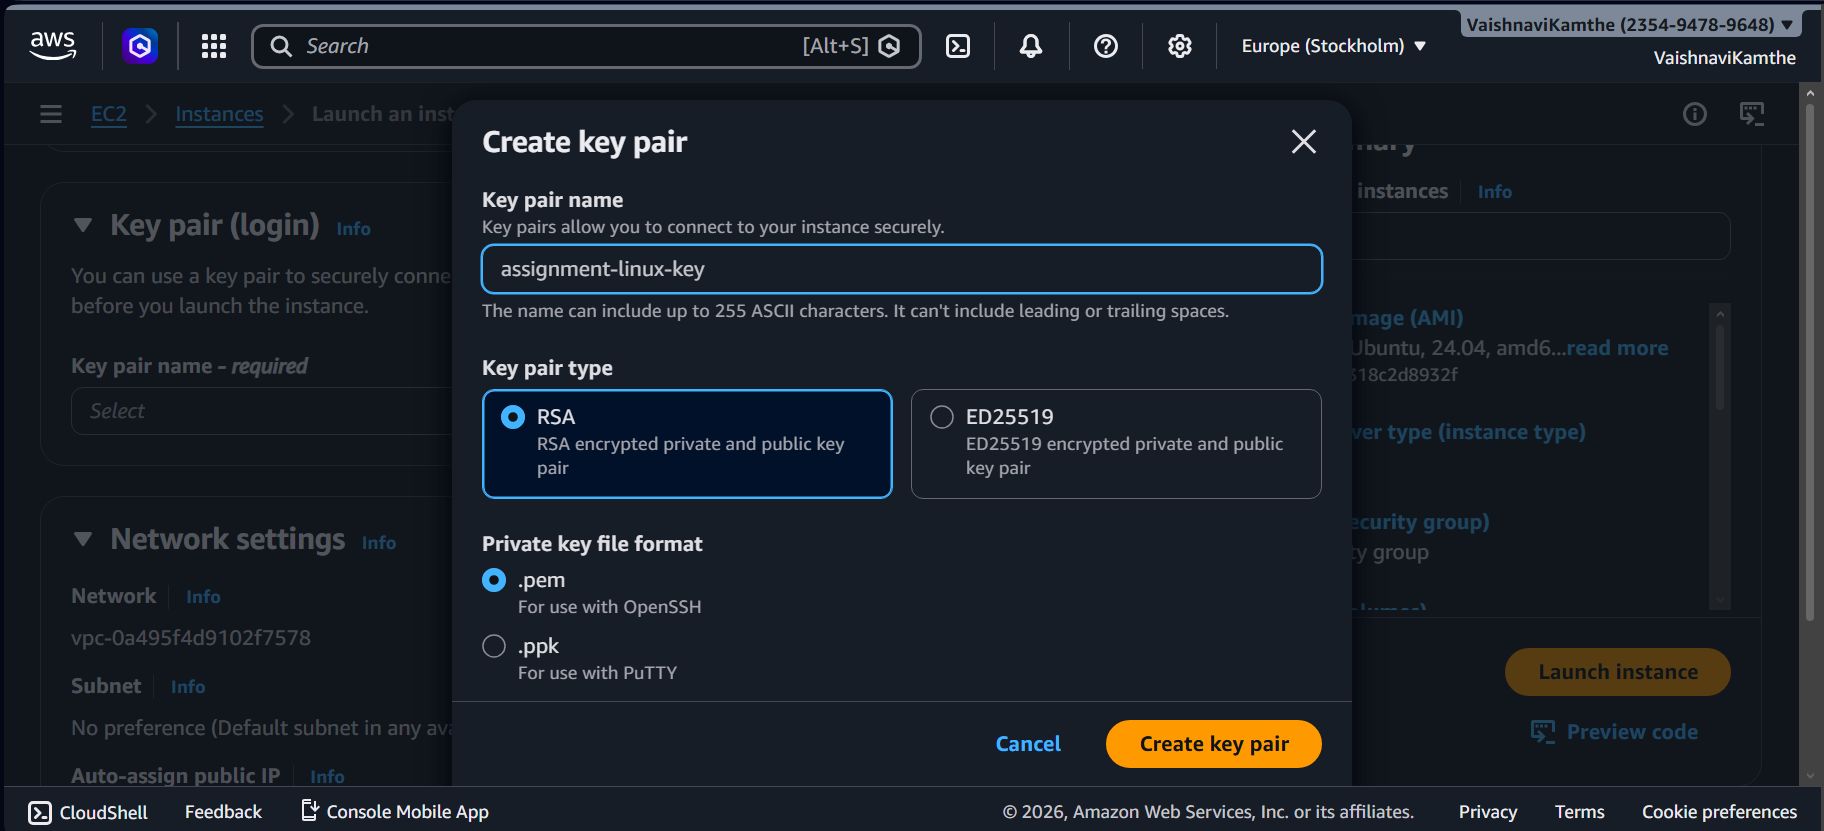 aws
Search
[Alt+S]
Europe (Stockholm)
VaishnaviKamthe (2354-9478-9648)
VaishnaviKamthe
EC2
Instances
Launch an inst
Key pair (login)
Info
You can use a key pair to securely conne
before you launch the instance.
Key pair name - required
Select
Network settings
Info
Network
Info
vpc-0a495f4d9102f7578
Subnet
Info
No preference (Default subnet in any ava
Auto-assign public IP
Info
Create key pair
Key pair name
Key pairs allow you to connect to your instance securely.
assignment-linux-key
The name can include up to 255 ASCII characters. It can't include leading or trailing spaces.
Key pair type
RSA
RSA encrypted private and public key
pair
ED25519
ED25519 encrypted private and public
key pair
Private key file format
.pem
For use with OpenSSH
.ppk
For use with PuTTY
Cancel
Create key pair
instances
Info
mage (AMI)
Ubuntu, 24.04, amd6...read more
318c2d8932f
ver type (instance type)
ecurity group)
ty group
Launch instance
Preview code
CloudShell
Feedback
Console Mobile App
© 2026, Amazon Web Services, Inc. or its affiliates.
Privacy
Terms
Cookie preferences